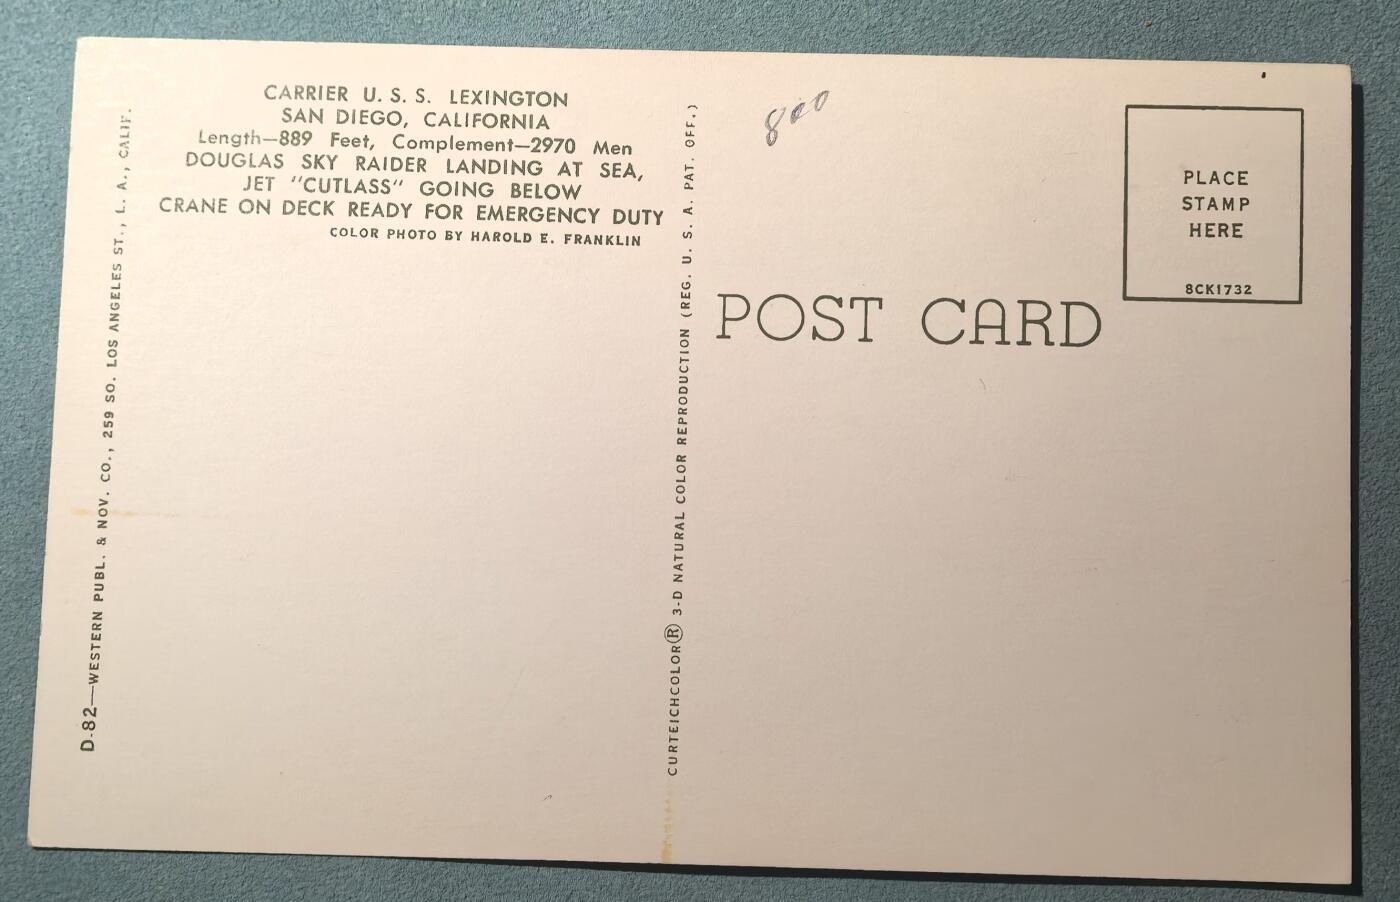 CARRIER U. S. S. LEXINGTON
SAN DIEGO, CALIFORNIA
Length—889 Feet, Complement—2970 Men
DOUGLAS SKY RAIDER LANDING AT SEA,
JET "CUTLASS" GOING BELOW
CRANE ON DECK READY FOR EMERGENCY DUTY
COLOR PHOTO BY HAROLD E. FRANKLIN
D-82—WESTERN PUBL. & NOV. CO., 259 SO. LOS ANGELES ST., L. A., CALIF.
CURTEICHCOLOR® 3-D NATURAL COLOR REPRODUCTION (REG. U. S. A. PAT. OFF.)
800
POST CARD
PLACE
STAMP
HERE
8CK1732